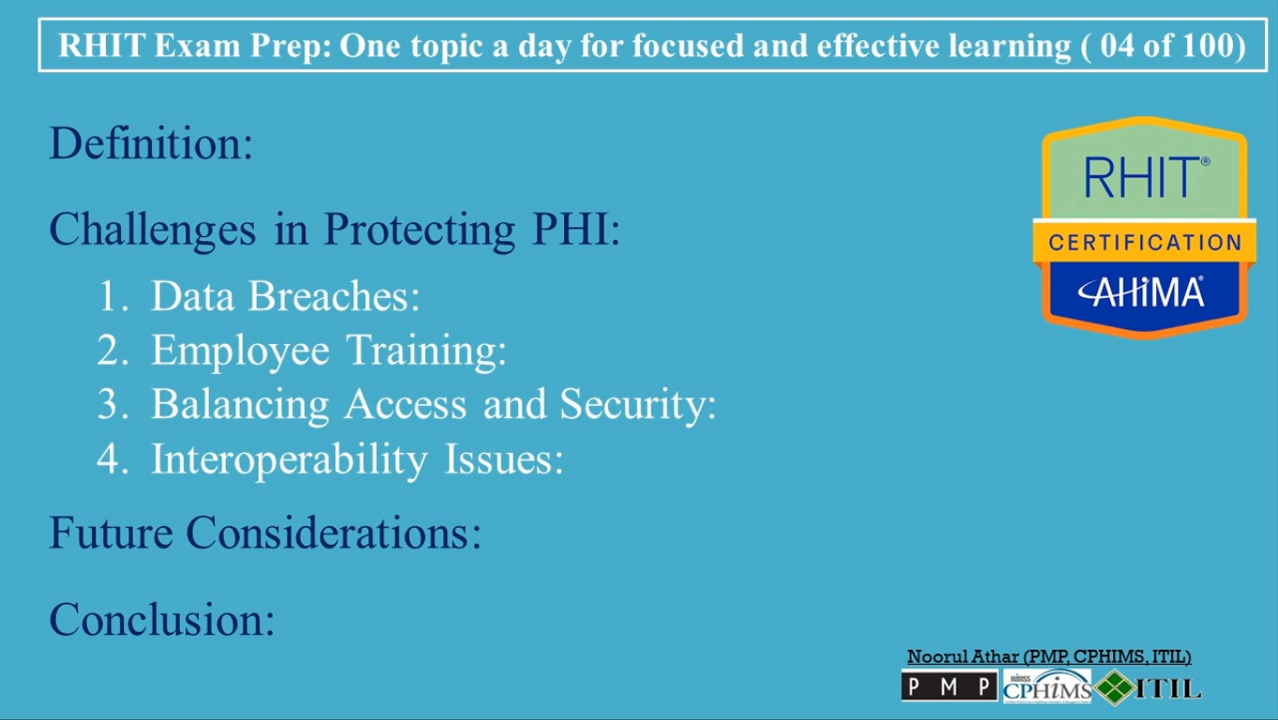 RHIT Exam Prep: One topic a day for focused and effective learning ( 04 of 100)
Definition:
Challenges in Protecting PHI:
1. Data Breaches:
2. Employee Training:
3. Balancing Access and Security:
4. Interoperability Issues:
Future Considerations:
Conclusion:
RHIT®
CERTIFICATION
AHiMA®
Noorul Athar (PMP, CPHIMS, ITIL)
PMP
himss
CPHiMS
ITIL